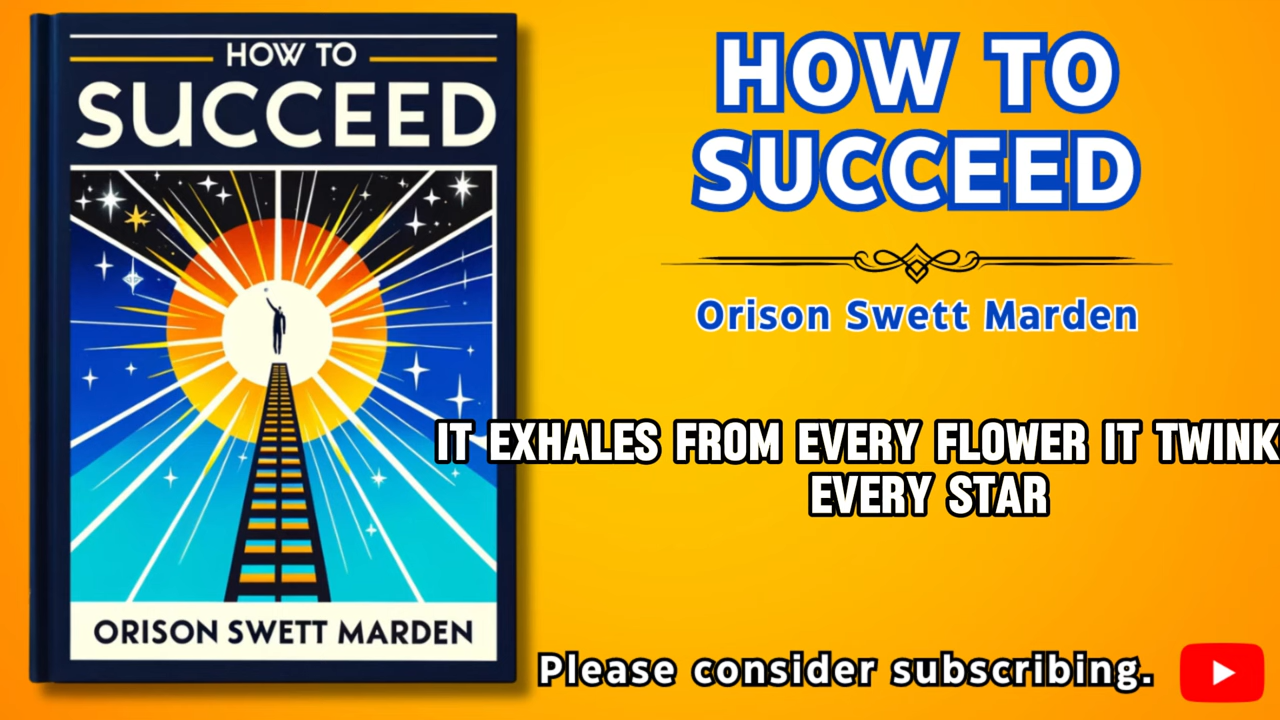 HOW TO
SUCCEED
ORISON SWETT MARDEN
HOW TO
SUCCEED
Orison Swett Marden
IT EXHALES FROM EVERY FLOWER IT TWINK
EVERY STAR
Please consider subscribing.